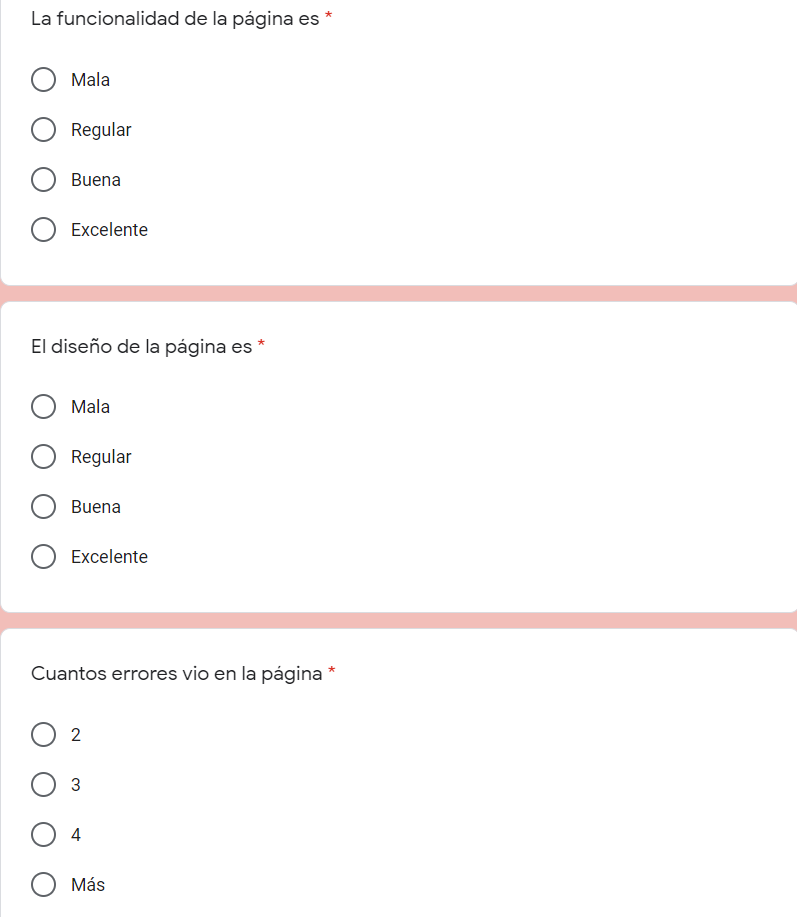 La funcionalidad de la página es *
Mala
Regular
Buena
Excelente
El diseño de la página es *
Mala
Regular
Buena
Excelente
Cuantos errores vio en la página *
2
3
4
Más